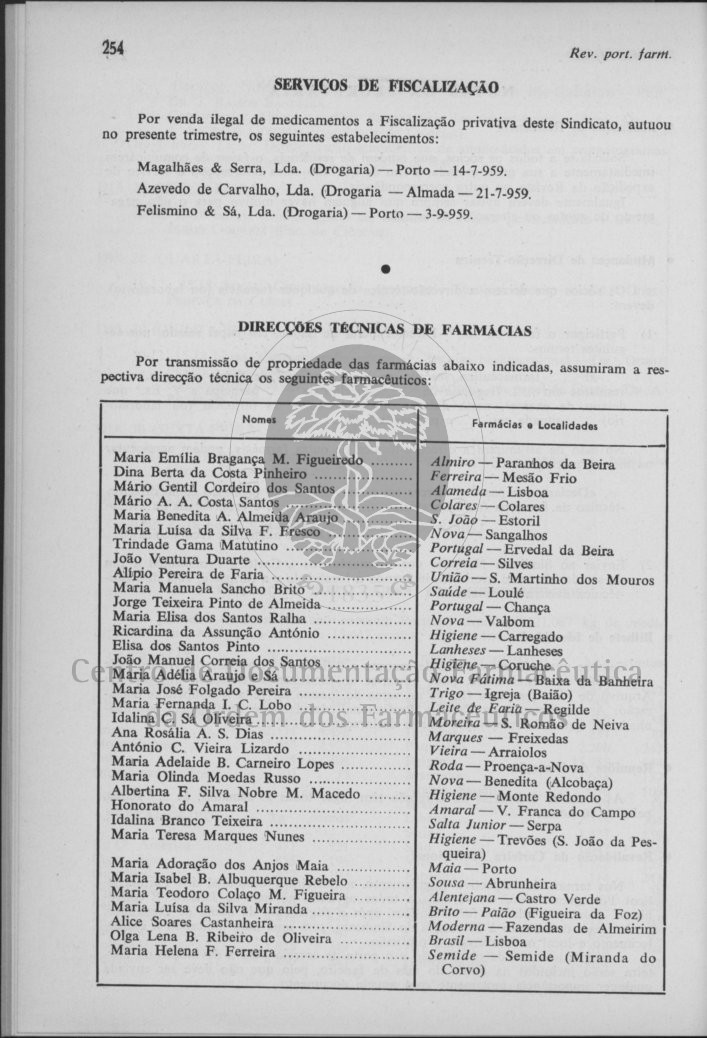 254
Rev. port. farm.
SERVIÇOS DE FISCALIZAÇÃO
Por venda ilegal de medicamentos a Fiscalização privativa deste Sindicato, autuou
no presente trimestre, os seguintes estabelecimentos:
Magalhães & Serra, Lda. (Drogaria) — Porto — 14-7-959.
Azevedo de Carvalho, Lda. (Drogaria — Almada — 21-7-959.
Felismino & Sá, Lda. (Drogaria) — Porto — 3-9-959.
DIRECÇÕES TÉCNICAS DE FARMÁCIAS
Por transmissão de propriedade das farmácias abaixo indicadas, assumiram a res-
pectiva direcção técnica os seguintes farmacêuticos:
Nomes
Farmácias e Localidades
Maria Emília Bragança M. Figueiredo ........ Almiro — Paranhos da Beira
Dina Berta da Costa Pinheiro ........ Ferreira — Mesão Frio
Mário Gentil Cordeiro dos Santos ........ Alameda — Lisboa
Mário A. A. Costa Santos ........ Colares — Colares
Maria Benedita A. Almeida Araujo ........ S. João — Estoril
Maria Luísa da Silva F. Fresco ........ Nova — Sangalhos
Trindade Gama Matutino ........ Portugal — Ervedal da Beira
João Ventura Duarte ........ Correia — Silves
Alípio Pereira de Faria ........ União — S. Martinho dos Mouros
Maria Manuela Sancho Brito ........ Saúde — Loulé
Jorge Teixeira Pinto de Almeida ........ Portugal — Chança
Maria Elisa dos Santos Ralha ........ Nova — Valbom
Ricardina da Assunção António ........ Higiene — Carregado
Elisa dos Santos Pinto ........ Lanheses — Lanheses
João Manuel Correia dos Santos ........ Higiene — Coruche
Maria Adélia Araujo e Sá ........ Nova Fátima — Baixa da Banheira
Maria José Folgado Pereira ........ Trigo — Igreja (Baião)
Maria Fernanda I. C. Lobo ........ Leite de Faria — Regilde
Idalina C. Sá Oliveira ........ Moreira — S. Romão de Neiva
Ana Rosália A. S. Dias ........ Marques — Freixedas
António C. Vieira Lizardo ........ Vieira — Arraiolos
Maria Adelaide B. Carneiro Lopes ........ Roda — Proença-a-Nova
Maria Olinda Moedas Russo ........ Nova — Benedita (Alcobaça)
Albertina F. Silva Nobre M. Macedo ........ Higiene — Monte Redondo
Honorato do Amaral ........ Amaral — V. Franca do Campo
Idalina Branco Teixeira ........ Salta Junior — Serpa
Maria Teresa Marques Nunes ........ Higiene — Trevões (S. João da Pes-
queira)
Maria Adoração dos Anjos Maia ........ Maia — Porto
Maria Isabel B. Albuquerque Rebelo ........ Sousa — Abrunheira
Maria Teodoro Colaço M. Figueira ........ Alentejana — Castro Verde
Maria Luísa da Silva Miranda ........ Brito — Paião (Figueira da Foz)
Alice Soares Castanheira ........ Moderna — Fazendas de Almeirim
Olga Lena B. Ribeiro de Oliveira ........ Brasil — Lisboa
Maria Helena F. Ferreira ........ Semide — Semide (Miranda do
Corvo)
Centro de Documentação Farmacêutica
da Ordem dos Farmacêuticos
1835